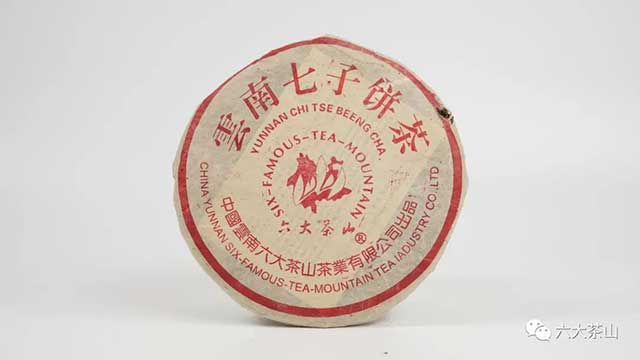 雲南七子餅茶
YUNNAN CHI TSE BEENG CHA
SIX-FAMOUS-TEA-MOUNTAIN
六大茶山®
中國雲南六大茶山茶業有限公司出品
CHINA YUNNAN SIX-FAMOUS-TEA-MOUNTAIN TEA IADUSTRY CO.,LTD
六大茶山